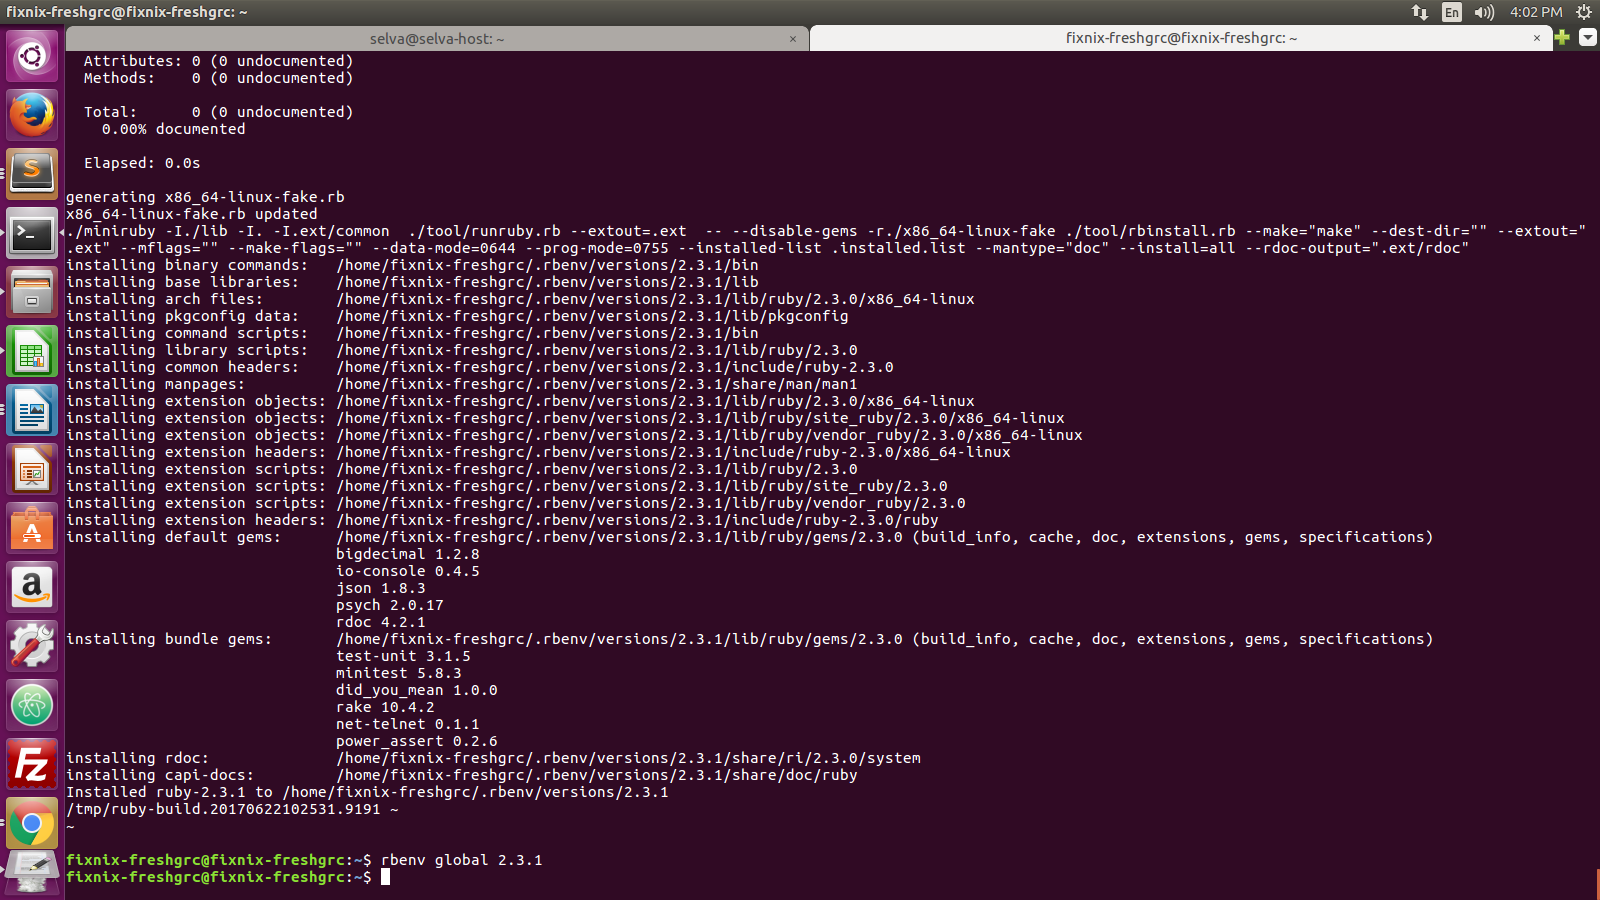 fixnix-freshgrc@fixnix-freshgrc: ~
En
4:02 PM
selva@selva-host: ~ ×
fixnix-freshgrc@fixnix-freshgrc: ~ ×
Attributes: 0 (0 undocumented)
Methods: 0 (0 undocumented)
Total: 0 (0 undocumented)
0.00% documented
Elapsed: 0.0s
generating x86_64-linux-fake.rb
x86_64-linux-fake.rb updated
./miniruby -I./lib -I. -I.ext/common ./tool/runruby.rb --extout=.ext -- --disable-gems -r./x86_64-linux-fake ./tool/rbinstall.rb --make="make" --dest-dir="" --extout="
.ext" --mflags="" --make-flags="" --data-mode=0644 --prog-mode=0755 --installed-list .installed.list --mantype="doc" --install=all --rdoc-output=".ext/rdoc"
installing binary commands: /home/fixnix-freshgrc/.rbenv/versions/2.3.1/bin
installing base libraries: /home/fixnix-freshgrc/.rbenv/versions/2.3.1/lib
installing arch files: /home/fixnix-freshgrc/.rbenv/versions/2.3.1/lib/ruby/2.3.0/x86_64-linux
installing pkgconfig data: /home/fixnix-freshgrc/.rbenv/versions/2.3.1/lib/pkgconfig
installing command scripts: /home/fixnix-freshgrc/.rbenv/versions/2.3.1/bin
installing library scripts: /home/fixnix-freshgrc/.rbenv/versions/2.3.1/lib/ruby/2.3.0
installing common headers: /home/fixnix-freshgrc/.rbenv/versions/2.3.1/include/ruby-2.3.0
installing manpages: /home/fixnix-freshgrc/.rbenv/versions/2.3.1/share/man/man1
installing extension objects: /home/fixnix-freshgrc/.rbenv/versions/2.3.1/lib/ruby/2.3.0/x86_64-linux
installing extension objects: /home/fixnix-freshgrc/.rbenv/versions/2.3.1/lib/ruby/site_ruby/2.3.0/x86_64-linux
installing extension objects: /home/fixnix-freshgrc/.rbenv/versions/2.3.1/lib/ruby/vendor_ruby/2.3.0/x86_64-linux
installing extension headers: /home/fixnix-freshgrc/.rbenv/versions/2.3.1/include/ruby-2.3.0/x86_64-linux
installing extension scripts: /home/fixnix-freshgrc/.rbenv/versions/2.3.1/lib/ruby/2.3.0
installing extension scripts: /home/fixnix-freshgrc/.rbenv/versions/2.3.1/lib/ruby/site_ruby/2.3.0
installing extension scripts: /home/fixnix-freshgrc/.rbenv/versions/2.3.1/lib/ruby/vendor_ruby/2.3.0
installing extension headers: /home/fixnix-freshgrc/.rbenv/versions/2.3.1/include/ruby-2.3.0/ruby
installing default gems: /home/fixnix-freshgrc/.rbenv/versions/2.3.1/lib/ruby/gems/2.3.0 (build_info, cache, doc, extensions, gems, specifications)
bigdecimal 1.2.8
io-console 0.4.5
json 1.8.3
psych 2.0.17
rdoc 4.2.1
installing bundle gems: /home/fixnix-freshgrc/.rbenv/versions/2.3.1/lib/ruby/gems/2.3.0 (build_info, cache, doc, extensions, gems, specifications)
test-unit 3.1.5
minitest 5.8.3
did_you_mean 1.0.0
rake 10.4.2
net-telnet 0.1.1
power_assert 0.2.6
installing rdoc: /home/fixnix-freshgrc/.rbenv/versions/2.3.1/share/ri/2.3.0/system
installing capi-docs: /home/fixnix-freshgrc/.rbenv/versions/2.3.1/share/doc/ruby
Installed ruby-2.3.1 to /home/fixnix-freshgrc/.rbenv/versions/2.3.1
/tmp/ruby-build.20170622102531.9191 ~
~
fixnix-freshgrc@fixnix-freshgrc:~$ rbenv global 2.3.1
fixnix-freshgrc@fixnix-freshgrc:~$